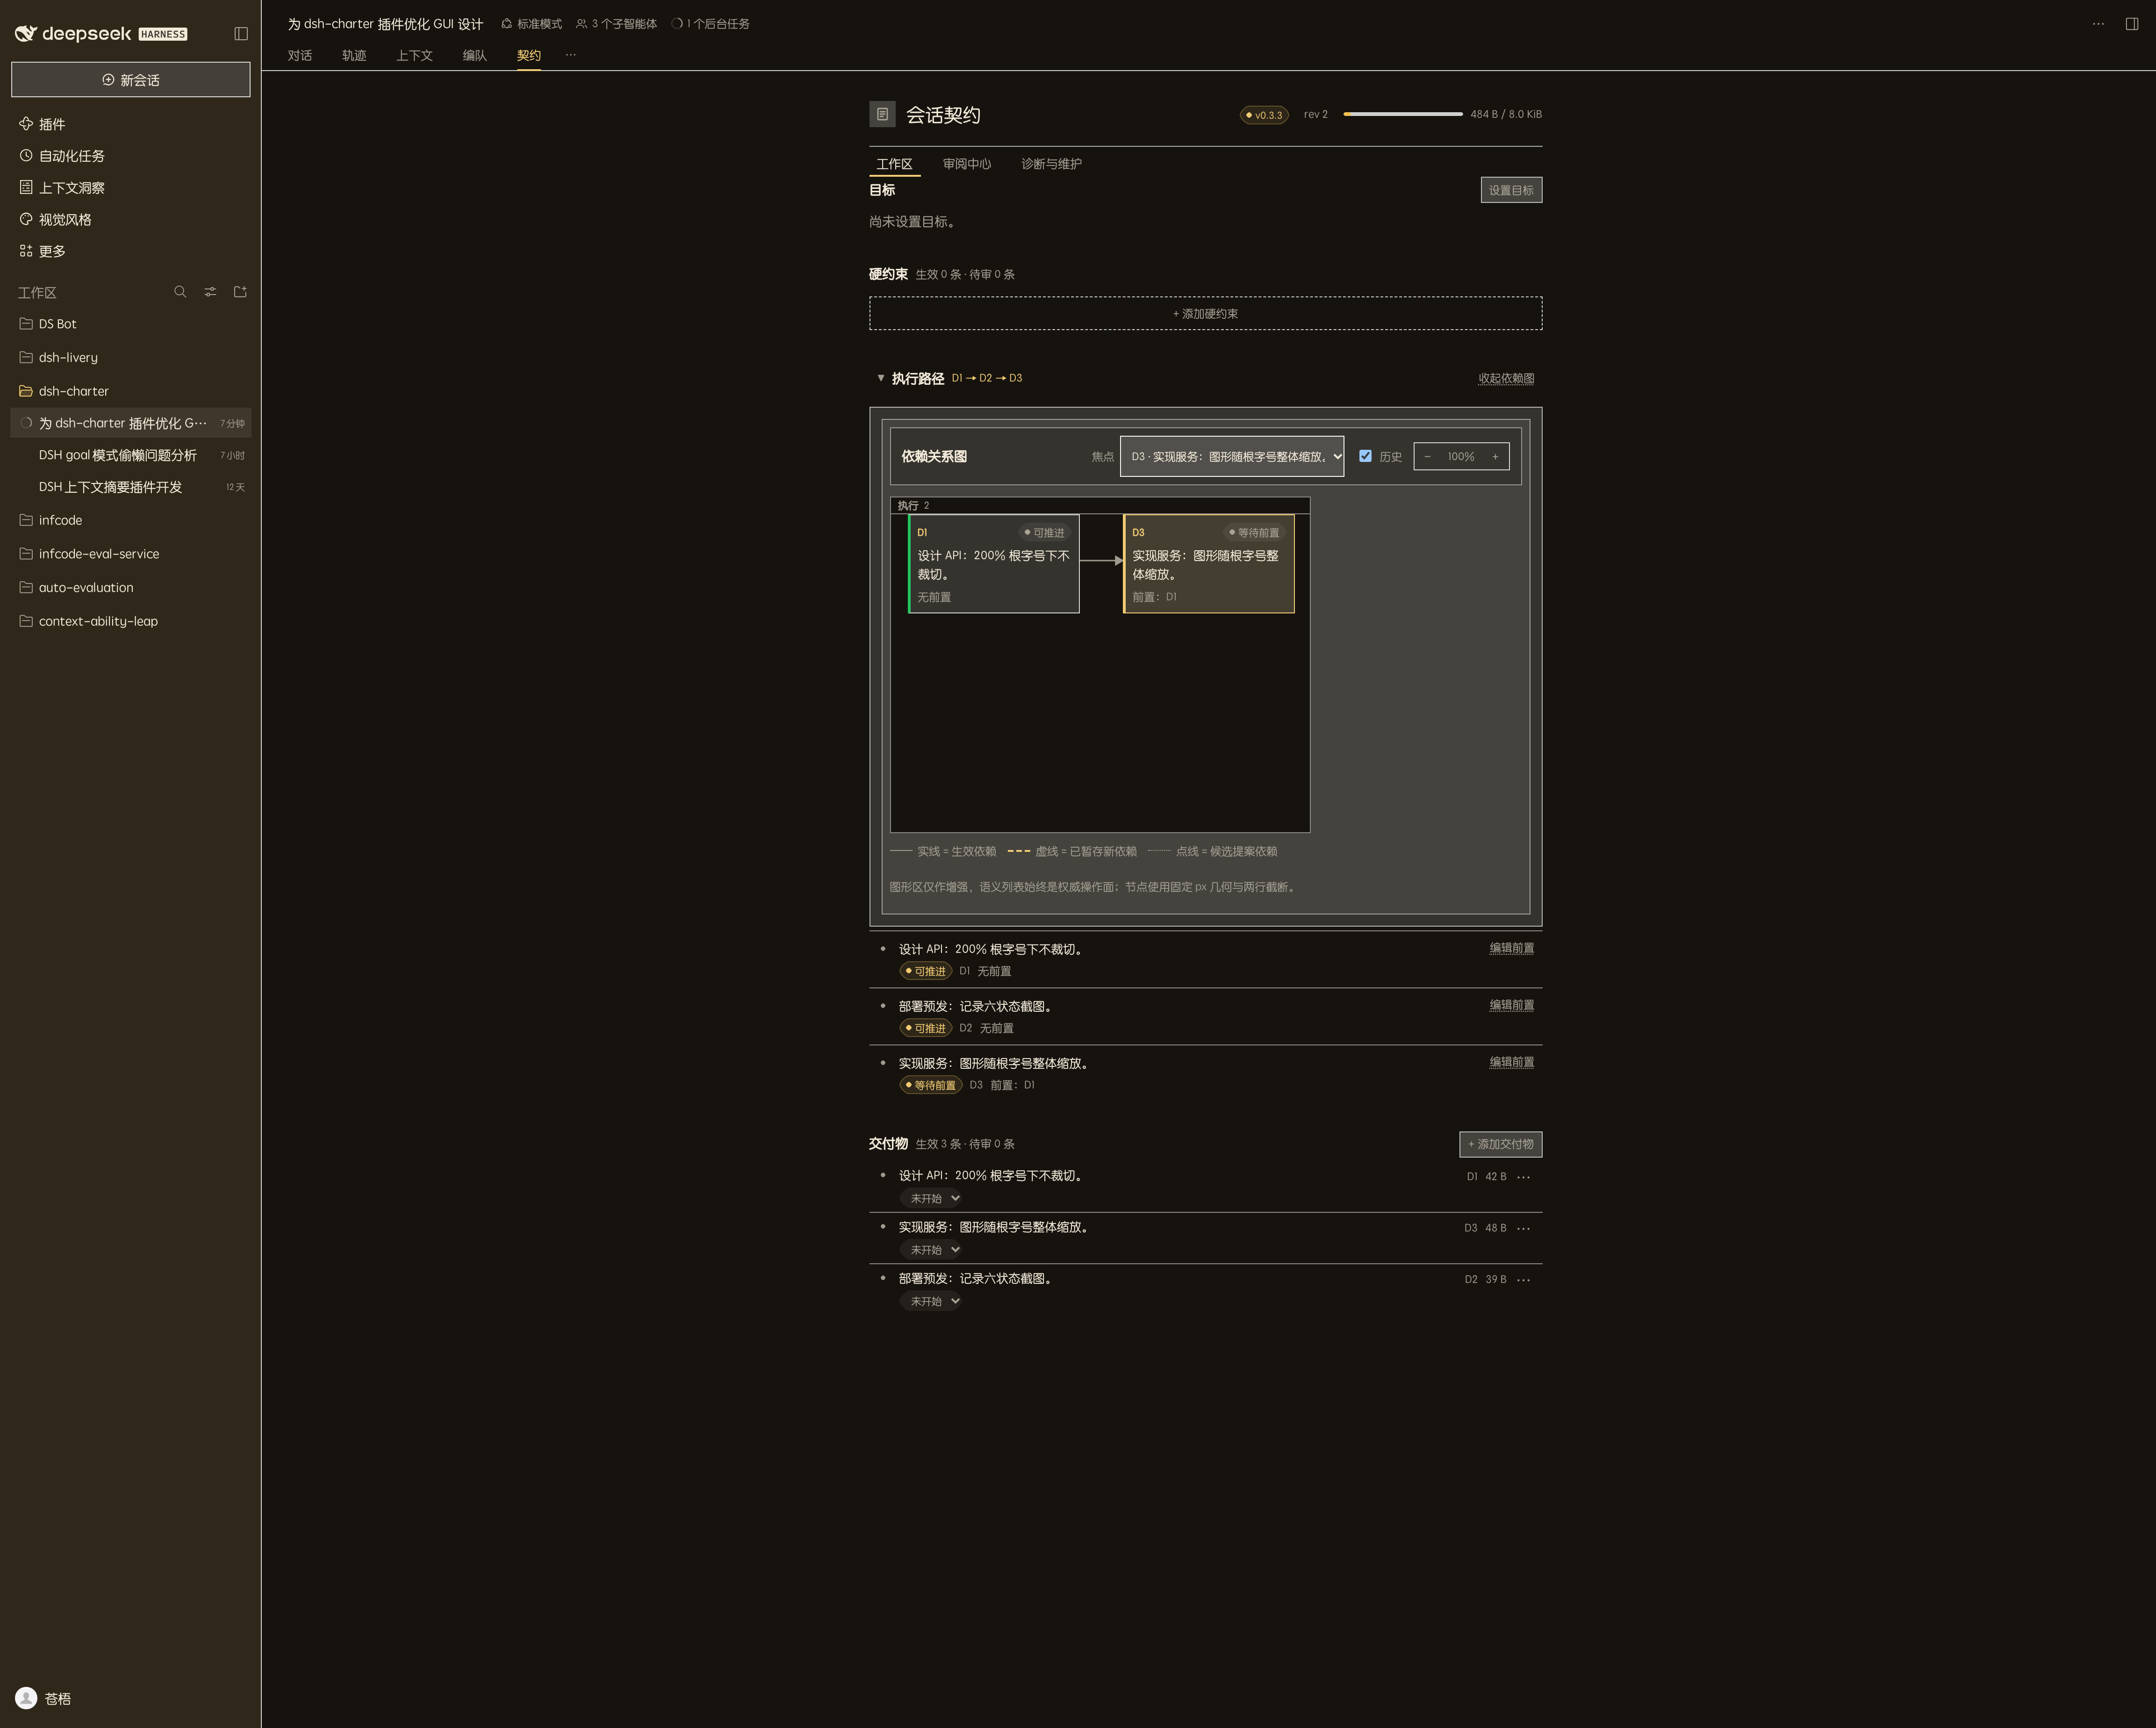 deepseek HARNESS
新会话
插件
自动化任务
上下文洞察
视觉风格
更多
工作区
DS Bot
dsh-livery
dsh-charter
为 dsh-charter 插件优化 G… 7 分钟
DSH goal 模式偷懒问题分析 7 小时
DSH 上下文摘要插件开发 12 天
infcode
infcode-eval-service
auto-evaluation
context-ability-leap
苍梧
为 dsh-charter 插件优化 GUI 设计 标准模式 3 个子智能体 1 个后台任务 …
对话 轨迹 上下文 编队 契约 …
会话契约 v0.3.3 rev 2 484 B / 8.0 KiB
工作区 审阅中心 诊断与维护
目标 设置目标
尚未设置目标。
硬约束 生效 0 条 · 待审 0 条
+ 添加硬约束
▼ 执行路径 D1 → D2 → D3 收起依赖图
依赖关系图 焦点 D3 · 实现服务：图形随根字号整体缩放。 历史 − 100% +
执行 2
D1 可推进
设计 API：200% 根字号下不
裁切。
无前置
D3 等待前置
实现服务：图形随根字号整
体缩放。
前置：D1
实线 = 生效依赖 虚线 = 已暂存新依赖 点线 = 候选提案依赖
图形区仅作增强，语义列表始终是权威操作面；节点使用固定 px 几何与两行截断。
设计 API：200% 根字号下不裁切。 编辑前置
可推进 D1 无前置
部署预发：记录六状态截图。 编辑前置
可推进 D2 无前置
实现服务：图形随根字号整体缩放。 编辑前置
等待前置 D3 前置：D1
交付物 生效 3 条 · 待审 0 条 + 添加交付物
设计 API：200% 根字号下不裁切。 D1 42 B …
未开始
实现服务：图形随根字号整体缩放。 D3 48 B …
未开始
部署预发：记录六状态截图。 D2 39 B …
未开始